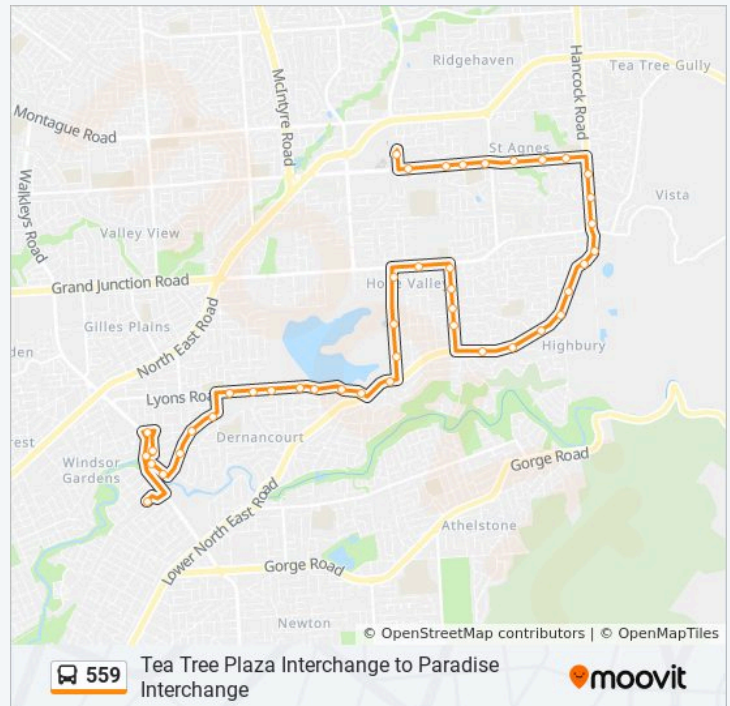 Ridgehaven
Hancock Road
Tea Tree Gully
McIntyre Road
Montague Road
St Agnes
Walkleys Road
Vista
Valley View
Hope Valley
Grand Junction Road
Gilles Plains
North East Road
den
Highbury
Lyons Road
rest
Dernancourt
Windsor
Gardens
Gorge Road
Lower North East Road
Athelstone
Gorge Road
Newton
© OpenStreetMap contributors | © OpenMapTiles
559
Tea Tree Plaza Interchange to Paradise
Interchange
moovit